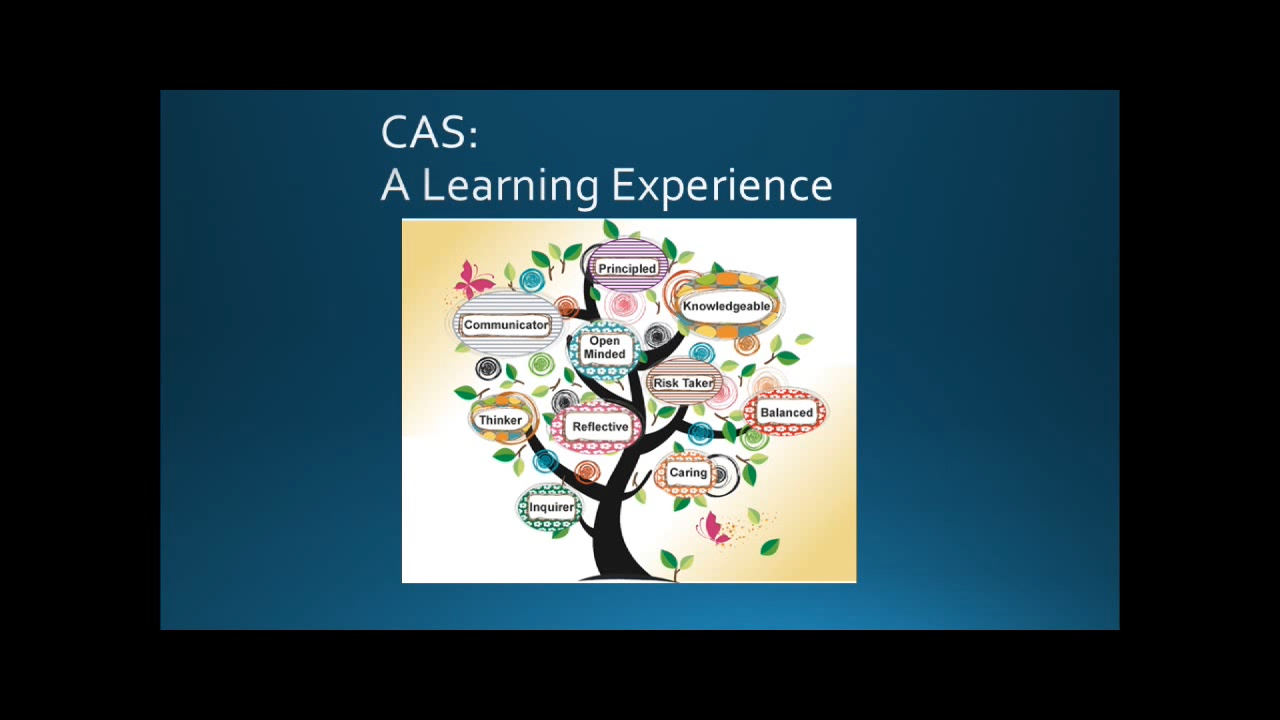 CAS:
A Learning Experience
Principled
Knowledgeable
Communicator
Open
Minded
Risk Taker
Balanced
Thinker
Reflective
Caring
Inquirer